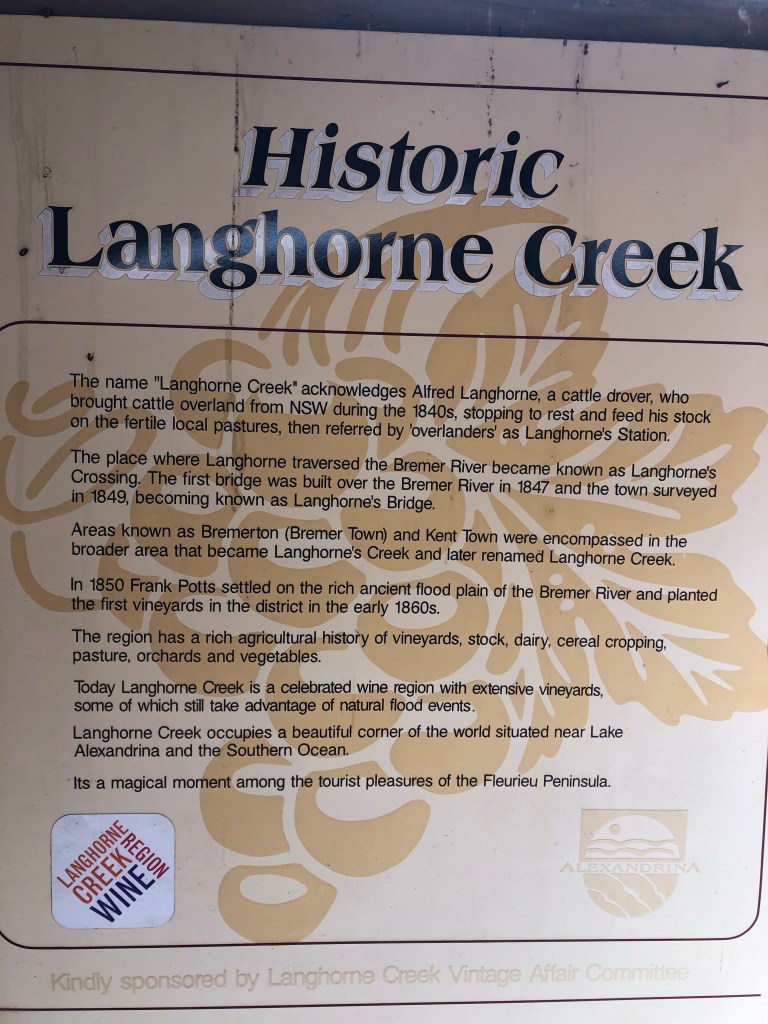 Historic
Langhorne Creek
The name "Langhorne Creek" acknowledges Alfred Langhorne, a cattle drover, who
brought cattle overland from NSW during the 1840s, stopping to rest and feed his stock
on the fertile local pastures, then referred by 'overlanders' as Langhorne's Station.
The place where Langhorne traversed the Bremer River became known as Langhorne's
Crossing. The first bridge was built over the Bremer River in 1847 and the town surveyed
in 1849, becoming known as Langhorne's Bridge.
Areas known as Bremerton (Bremer Town) and Kent Town were encompassed in the
broader area that became Langhorne's Creek and later renamed Langhorne Creek.
In 1850 Frank Potts settled on the rich ancient flood plain of the Bremer River and planted
the first vineyards in the district in the early 1860s.
The region has a rich agricultural history of vineyards, stock, dairy, cereal cropping,
pasture, orchards and vegetables.
Today Langhorne Creek is a celebrated wine region with extensive vineyards,
some of which still take advantage of natural flood events.
Langhorne Creek occupies a beautiful corner of the world situated near Lake
Alexandrina and the Southern Ocean.
Its a magical moment among the tourist pleasures of the Fleurieu Peninsula.
LANGHORNE
CREEK
REGION
WINE
ALEXANDRINA
Kindly sponsored by Langhorne Creek Vintage Affair Committee